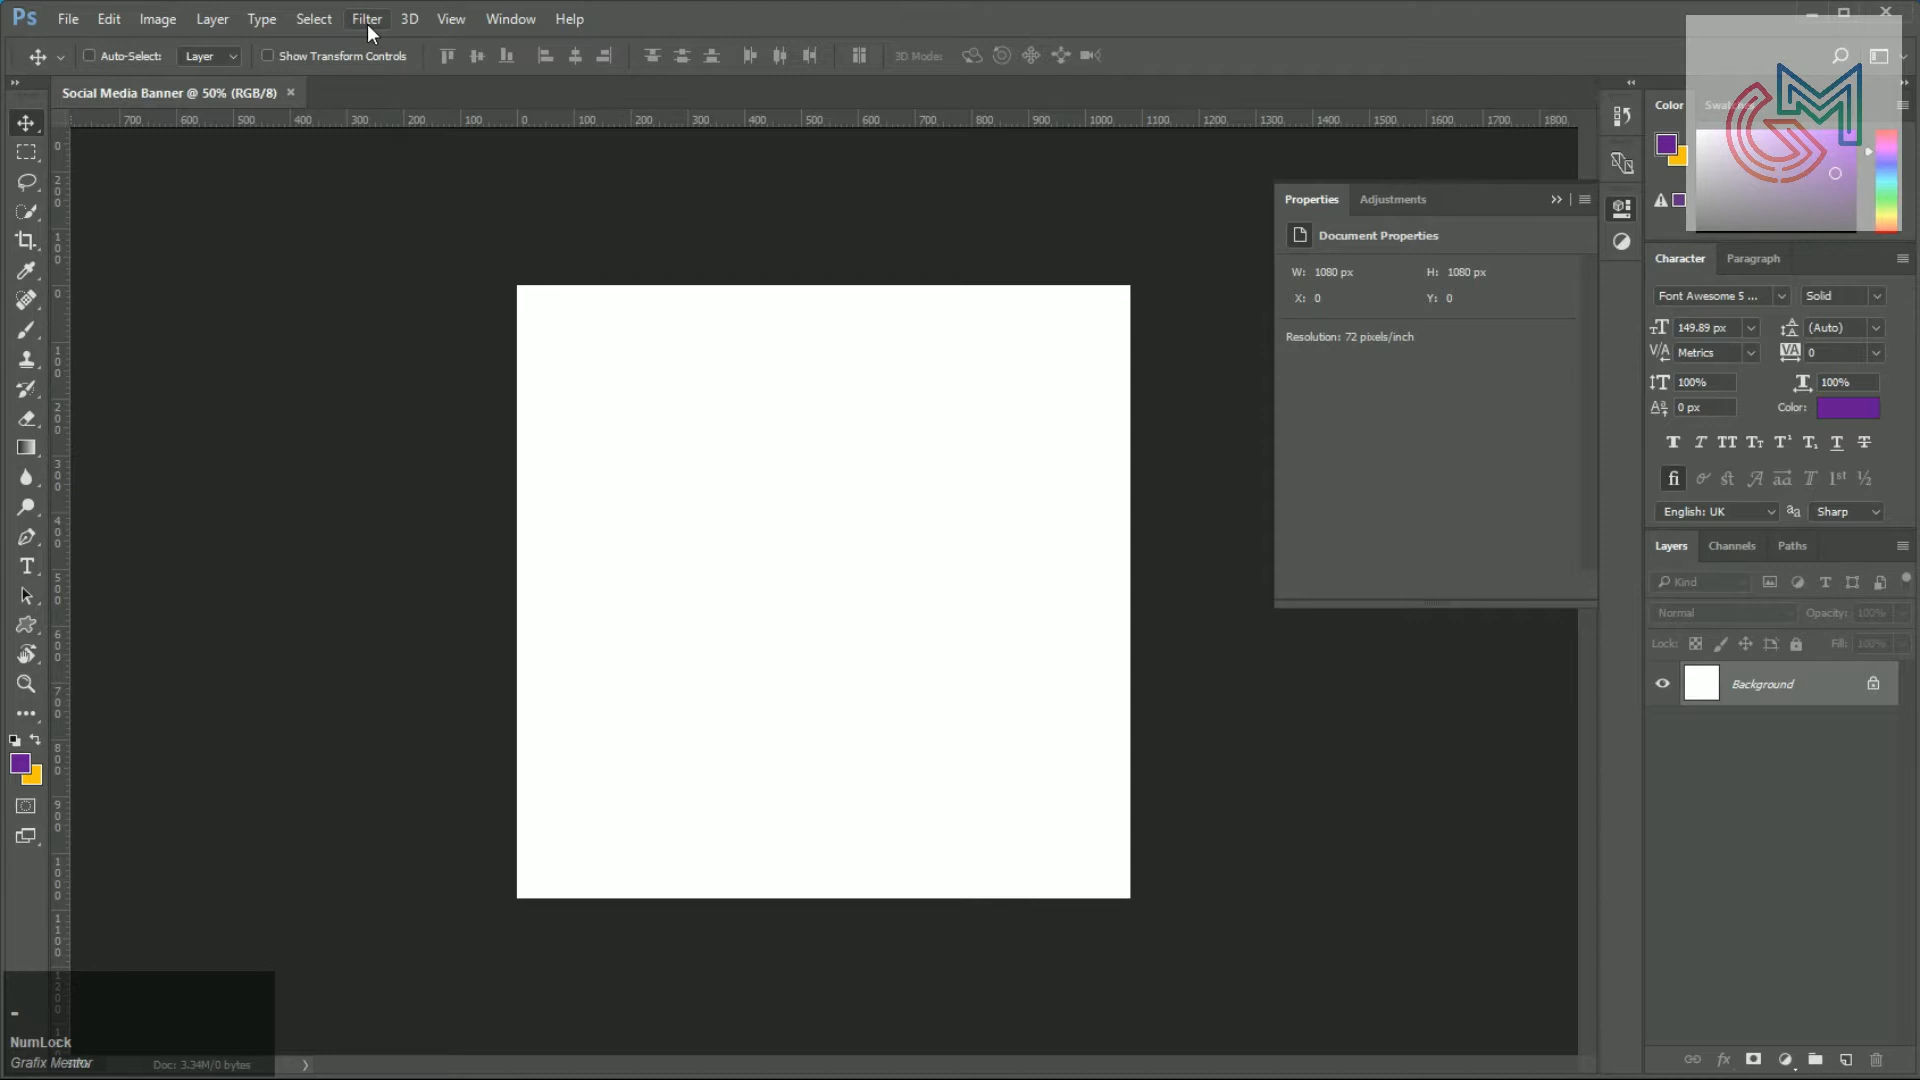 Ps File Edit Image Layer Type Select Filter 3D View Window Help
Auto-Select: Layer Show Transform Controls 3D Mode:
Social Media Banner @ 50% (RGB/8) ×
700 600 500 400 300 200 100 0 100 200 300 400 500 600 700 800 900 1000 1100 1200 1300 1400 1500 1600 1700 1800
Color Swatches
Properties Adjustments
Document Properties
W: 1080 px H: 1080 px
X: 0 Y: 0
Resolution: 72 pixels/inch
Character Paragraph
Font Awesome 5 ... Solid
149.89 px (Auto)
Metrics 0
100% 100%
0 px Color:
English: UK Sharp
Layers Channels Paths
Kind
Normal Opacity: 100%
Lock: Fill: 100%
Background
-
NumLock
Grafix Mentor
Doc: 3.34M/0 bytes